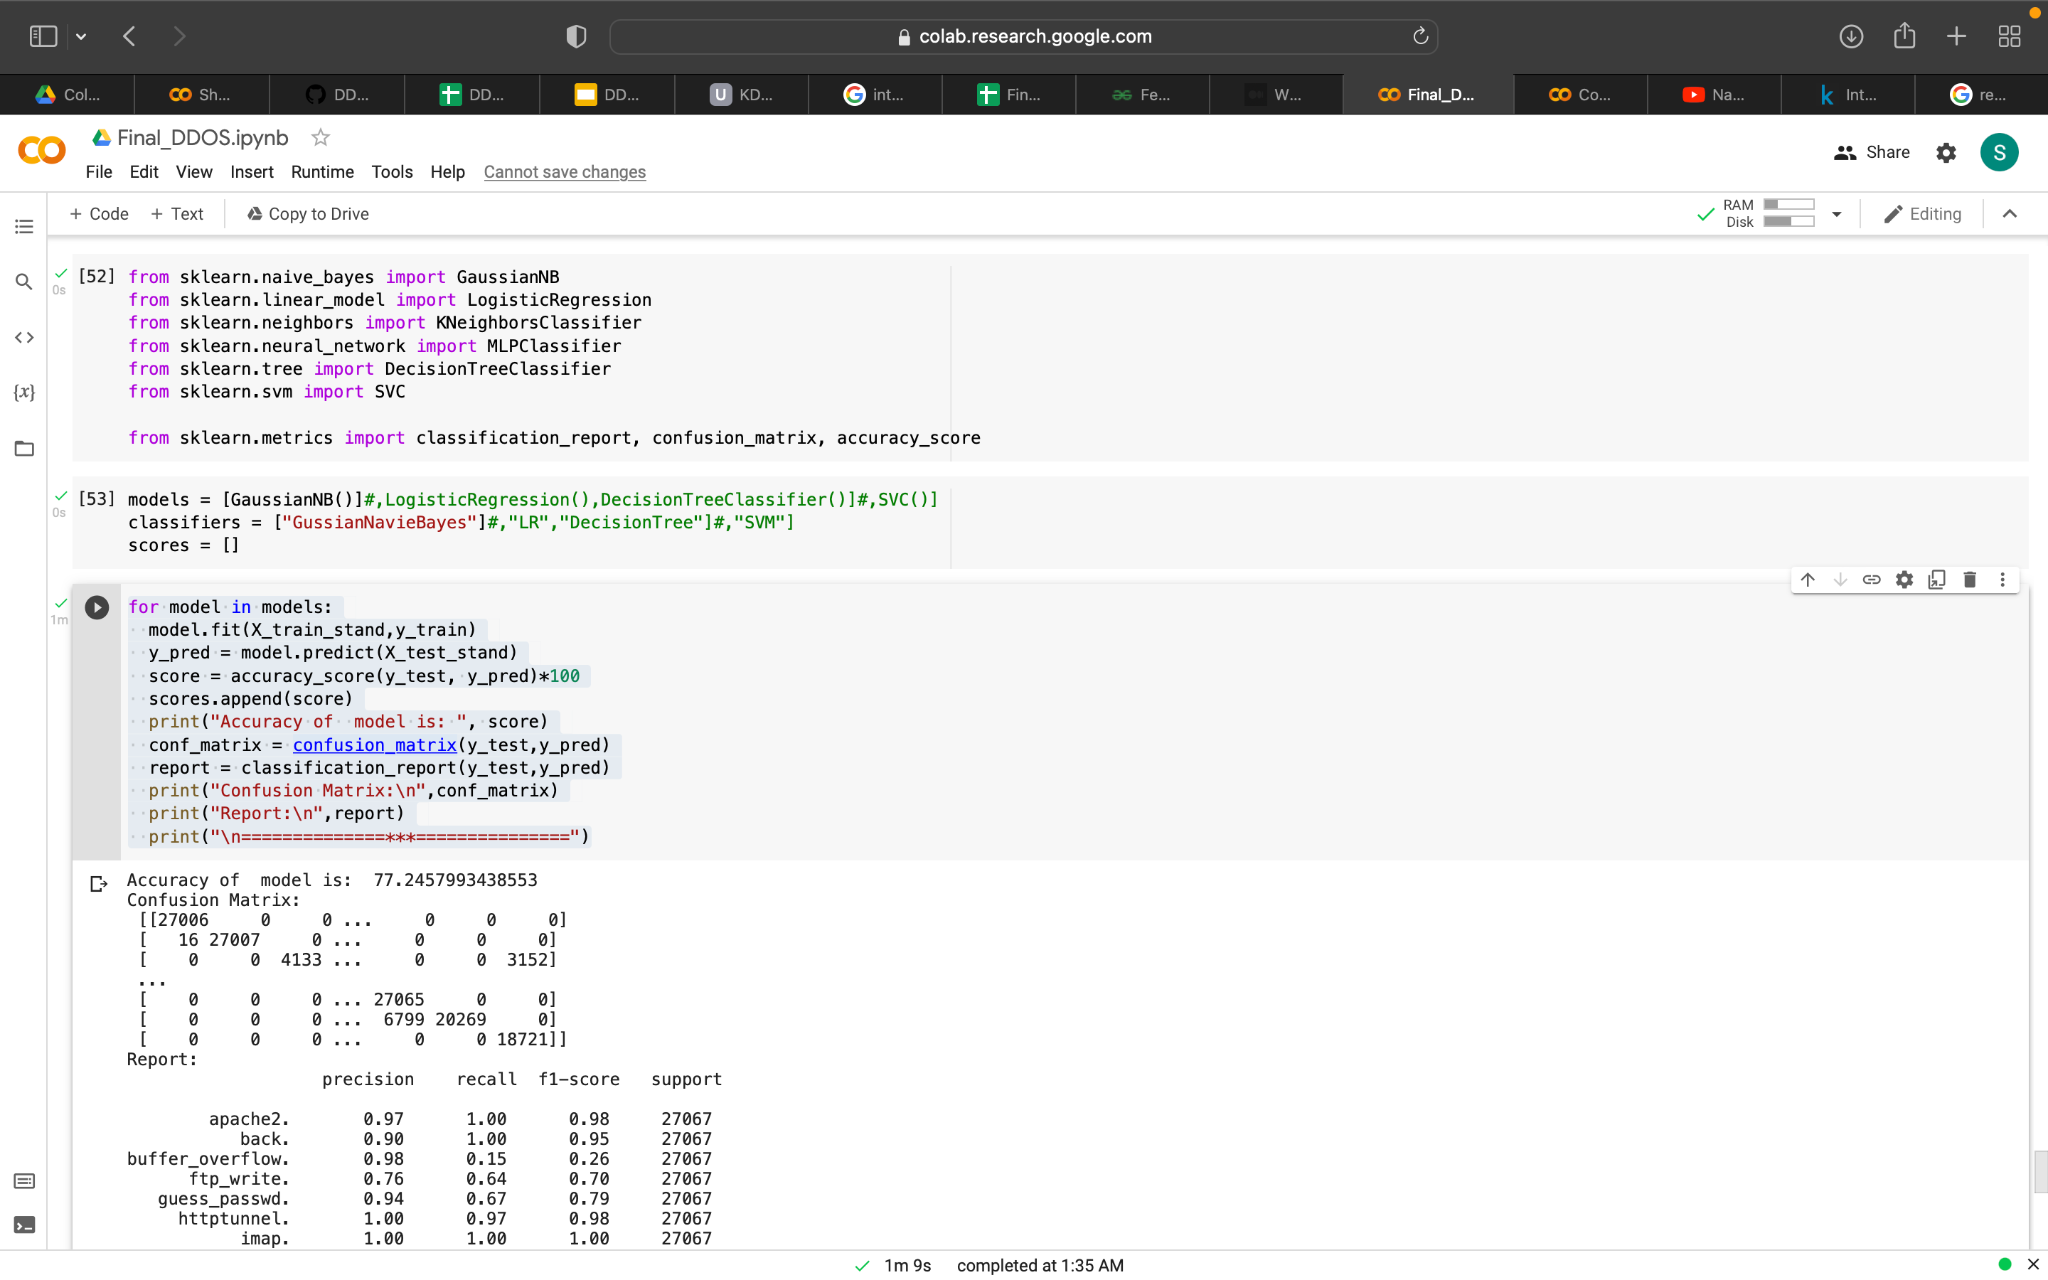 colab.research.google.com
Col...
Sh...
DD...
DD...
DD...
U KD...
int...
Fin...
Fe...
W...
Final_D...
Co...
Na...
Int...
re...
Final_DDOS.ipynb
Share
S
File Edit View Insert Runtime Tools Help Cannot save changes
+ Code + Text Copy to Drive
RAM
Disk
Editing
[52] from sklearn.naive_bayes import GaussianNB
0s
from sklearn.linear_model import LogisticRegression
from sklearn.neighbors import KNeighborsClassifier
from sklearn.neural_network import MLPClassifier
from sklearn.tree import DecisionTreeClassifier
from sklearn.svm import SVC
from sklearn.metrics import classification_report, confusion_matrix, accuracy_score
[53] models = [GaussianNB()]#,LogisticRegression(),DecisionTreeClassifier()]#,SVC()]
0s
classifiers = ["GussianNavieBayes"]#,"LR","DecisionTree"]#,"SVM"]
scores = []
for model in models:
1m
model.fit(X_train_stand,y_train)
y_pred = model.predict(X_test_stand)
score = accuracy_score(y_test, y_pred)*100
scores.append(score)
print("Accuracy of  model is: ", score)
conf_matrix = confusion_matrix(y_test,y_pred)
report = classification_report(y_test,y_pred)
print("Confusion Matrix:\n",conf_matrix)
print("Report:\n",report)
print("\n==============***===============")
Accuracy of  model is:  77.2457993438553
Confusion Matrix:
[[27006 0 0 ... 0 0 0]
[ 16 27007 0 ... 0 0 0]
[ 0 0 4133 ... 0 0 3152]
...
[ 0 0 0 ... 27065 0 0]
[ 0 0 0 ... 6799 20269 0]
[ 0 0 0 ... 0 0 18721]]
Report:
precision recall f1-score support
apache2. 0.97 1.00 0.98 27067
back. 0.90 1.00 0.95 27067
buffer_overflow. 0.98 0.15 0.26 27067
ftp_write. 0.76 0.64 0.70 27067
guess_passwd. 0.94 0.67 0.79 27067
httptunnel. 1.00 0.97 0.98 27067
imap. 1.00 1.00 1.00 27067
1m 9s completed at 1:35 AM